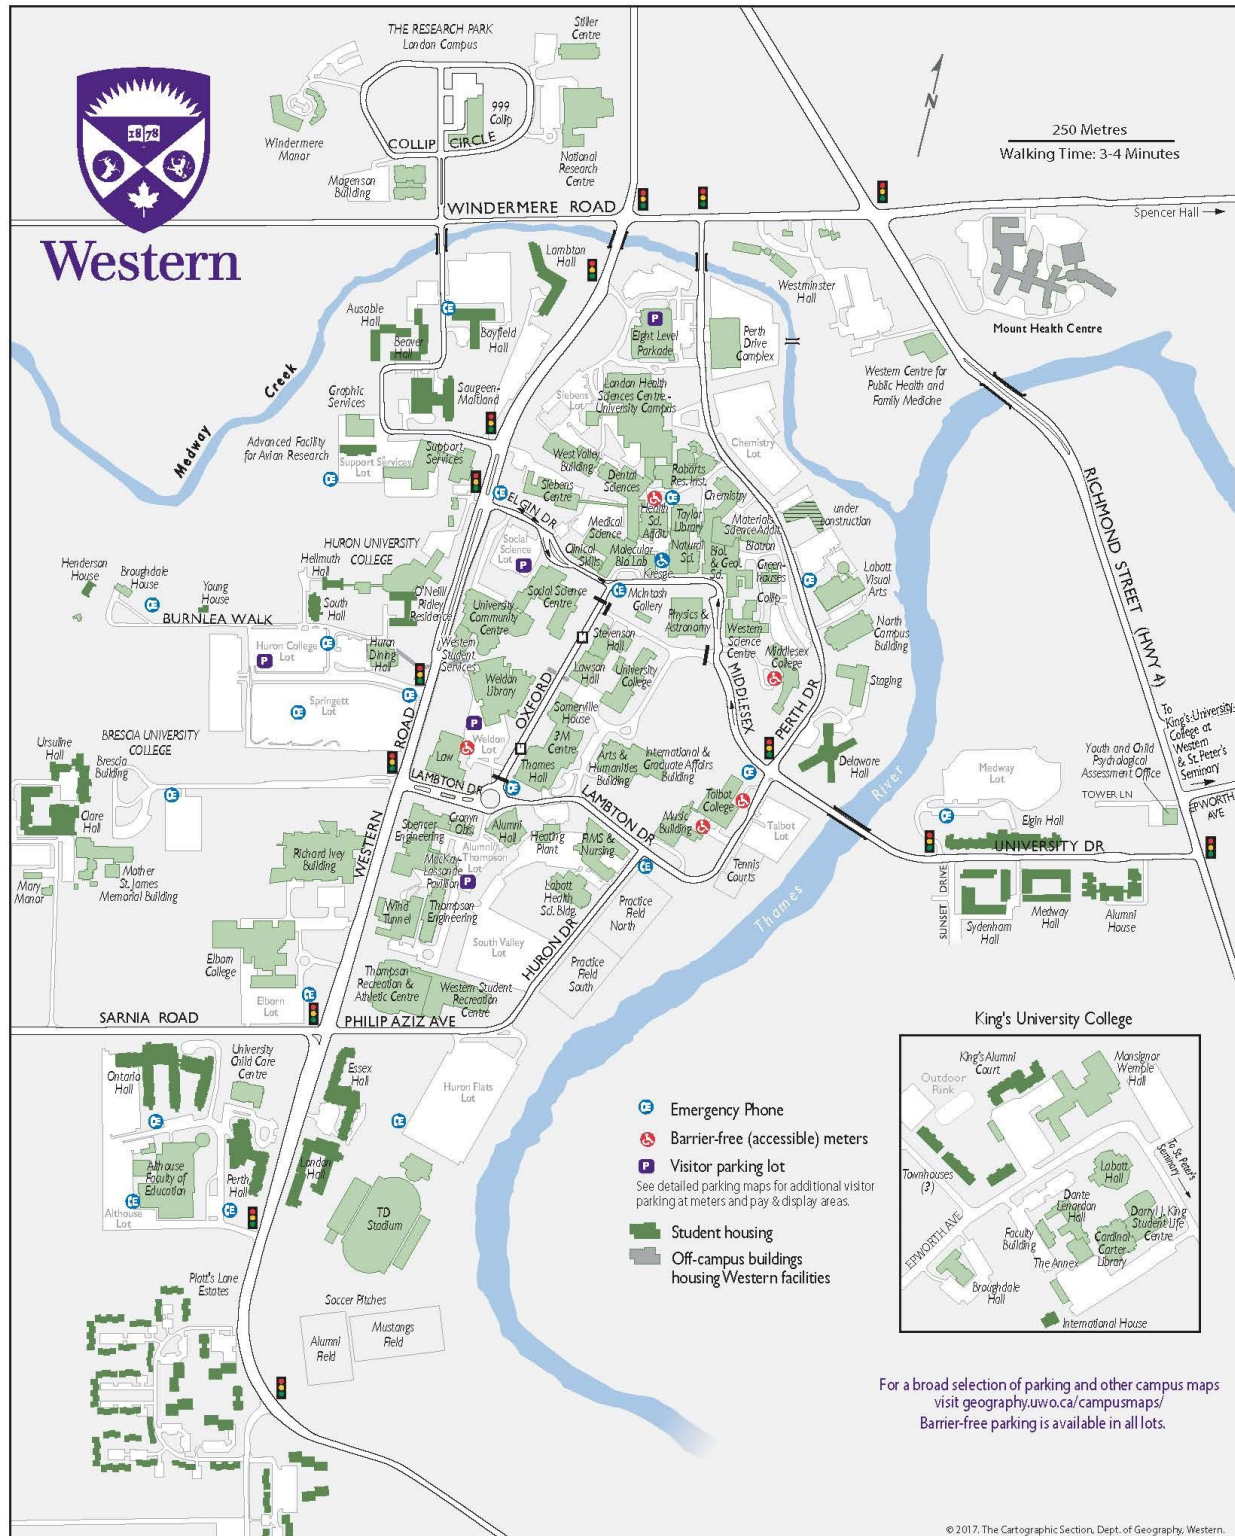 THE RESEARCH PARK
London Campus
Stiller
Centre
999
Collip
COLLIP CIRCLE
Windermere
Manor
Magenson
Building
National
Research
Centre
1878
Western
N
250 Metres
Walking Time: 3-4 Minutes
WINDERMERE ROAD
Spencer Hall
Lambton
Hall
Westminster
Hall
Mount Health Centre
Ausable
Hall
Beaver
Hall
Bayfield
Hall
Eight Level
Parkade
Perth
Drive
Complex
Western Centre for
Public Health and
Family Medicine
Medway Creek
Graphic
Services
Saugeen-
Maitland
Siebens
Lot
London Health
Sciences Centre -
University Campus
Chemistry
Lot
Advanced Facility
for Avian Research
Support Services
Lot
Support
Services
West Valley
Building
Siebens
Centre
Dental
Sciences
Robarts
Res. Inst.
Chemistry
ELGIN DR
Medical
Science
Health
Sci.
Addit.
Taylor
Library
Materials
Science Addit.
under
construction
Social
Science
Lot
Clinical
Skills
Molecular
Bio Lab
Natural
Sci.
Biol.
& Geol.
Sci.
Biotron
Green-
houses
Kresge
Collip
Labatt
Visual
Arts
HURON UNIVERSITY
COLLEGE
Hellmuth
Hall
Henderson
House
Broughdale
House
Young
House
BURNLEA WALK
South
Hall
O'Neil/
Ridley
Residence
Social
Science Centre
University
Community
Centre
McIntosh
Gallery
Physics &
Astronomy
Western
Science
Centre
North
Campus
Building
Huron College
Lot
Huron
Dining
Hall
Western
Student
Services
Stevenson
Hall
Lawson
Hall
University
College
Middlesex
College
Staging
Springett
Lot
Weldon
Library
OXFORD
Somerville
House
MIDDLESEX
PERTH DR
RICHMOND STREET (HWY 4)
To
King's University
College at
Western
& St. Peter's
Seminary
Ursuline
Hall
BRESCIA UNIVERSITY
COLLEGE
Brescia
Building
Clare
Hall
Law
Weldon
Lot
3M
Centre
Thames
Hall
Arts &
Humanities
Building
International &
Graduate Affairs
Building
Delaware
Hall
River
Medway
Lot
Youth and Child
Psychological
Assessment Office
TOWER LN
EPWORTH
AVE
LAMBTON DR
LAMBTON DR
Talbot
College
Music
Building
Talbot
Lot
Elgin Hall
UNIVERSITY DR
WESTERN ROAD
Spencer
Engineering
Cronyn
Obs.
Alumni
Hall
Heating
Plant
FIMS &
Nursing
Richard Ivey
Building
Mary
Manor
Mother
St. James
Memorial Building
Alumni/
Thompson
Lot
MacKay-
Lassonde
Pavillian
Tennis
Courts
SUNSET DRIVE
Sydenham
Hall
Medway
Hall
Alumni
House
Wind
Tunnel
Thompson
Engineering
Labatt
Health
Sci. Bldg.
Practice
Field
North
Thames
Elborn
College
South Valley
Lot
HURON DR
Practice
Field
South
Elborn
Lot
Thompson
Recreation &
Athletic Centre
Western Student
Recreation
Centre
SARNIA ROAD
PHILIP AZIZ AVE
King's University College
Ontario
Hall
University
Child Care
Centre
Essex
Hall
Huron Flats
Lot
King's Alumni
Court
Monsignor
Wemple
Hall
Outdoor
Rink
To St. Peter's
Seminary
Townhouses
(3)
Labatt
Hall
Dante
Lenardon
Hall
Darryl J. King
Student Life
Centre
Cardinal
Carter
Library
Faculty
Building
The Annex
EPWORTH AVE
Broughdale
Hall
International House
Althouse
Faculty of
Education
Althouse
Lot
Perth
Hall
London
Hall
TD
Stadium
Emergency Phone
Barrier-free (accessible) meters
P Visitor parking lot
See detailed parking maps for additional visitor
parking at meters and pay & display areas.
Student housing
Off-campus buildings
housing Western facilities
Platt's Lane
Estates
Soccer Pitches
Alumni
Field
Mustangs
Field
For a broad selection of parking and other campus maps
visit geography.uwo.ca/campusmaps/
Barrier-free parking is available in all lots.
© 2017. The Cartographic Section, Dept. of Geography, Western.